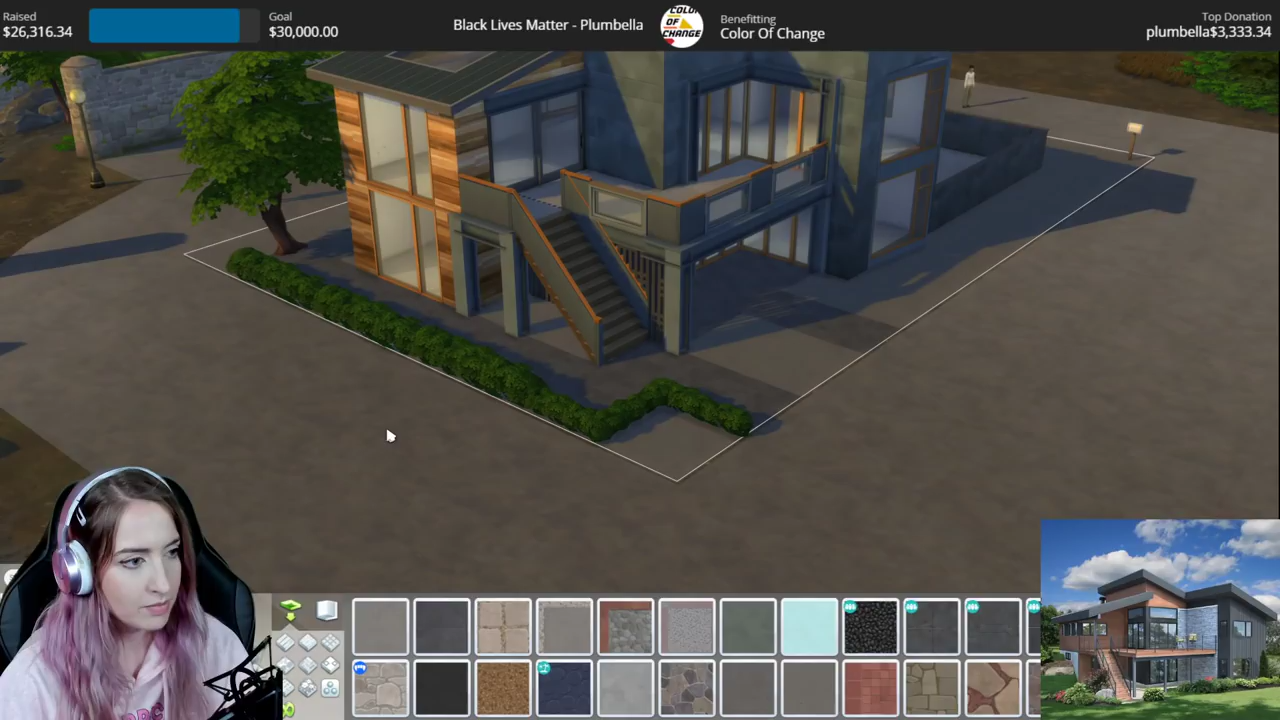 Raised
$26,316.34
Goal
$30,000.00
Black Lives Matter - Plumbella
COLOR
OF
CHANGE
Benefitting
Color Of Change
Top Donation
plumbella$3,333.34